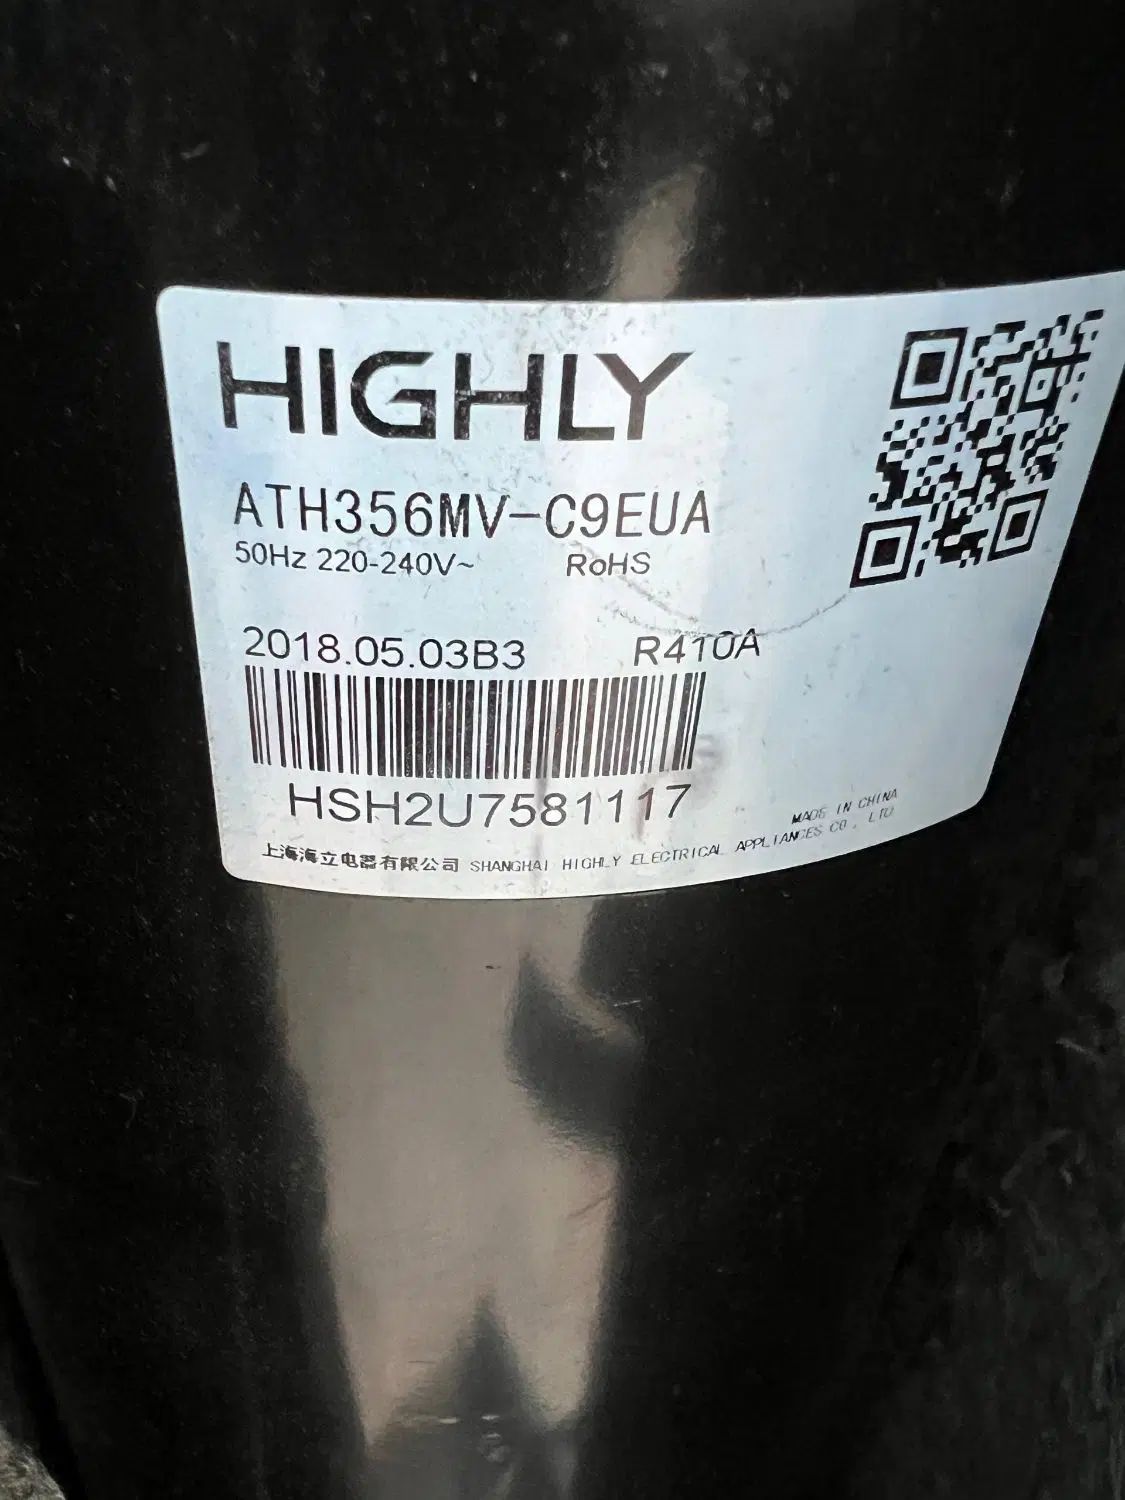 HIGHLY
ATH356MV-C9EUA
50Hz 220-240V~ RoHS
2018.05.03B3 R410A
HSH2U7581117
MADE IN CHINA
上海海立电器有限公司 SHANGHAI HIGHLY ELECTRICAL APPLIANCES CO., LTD